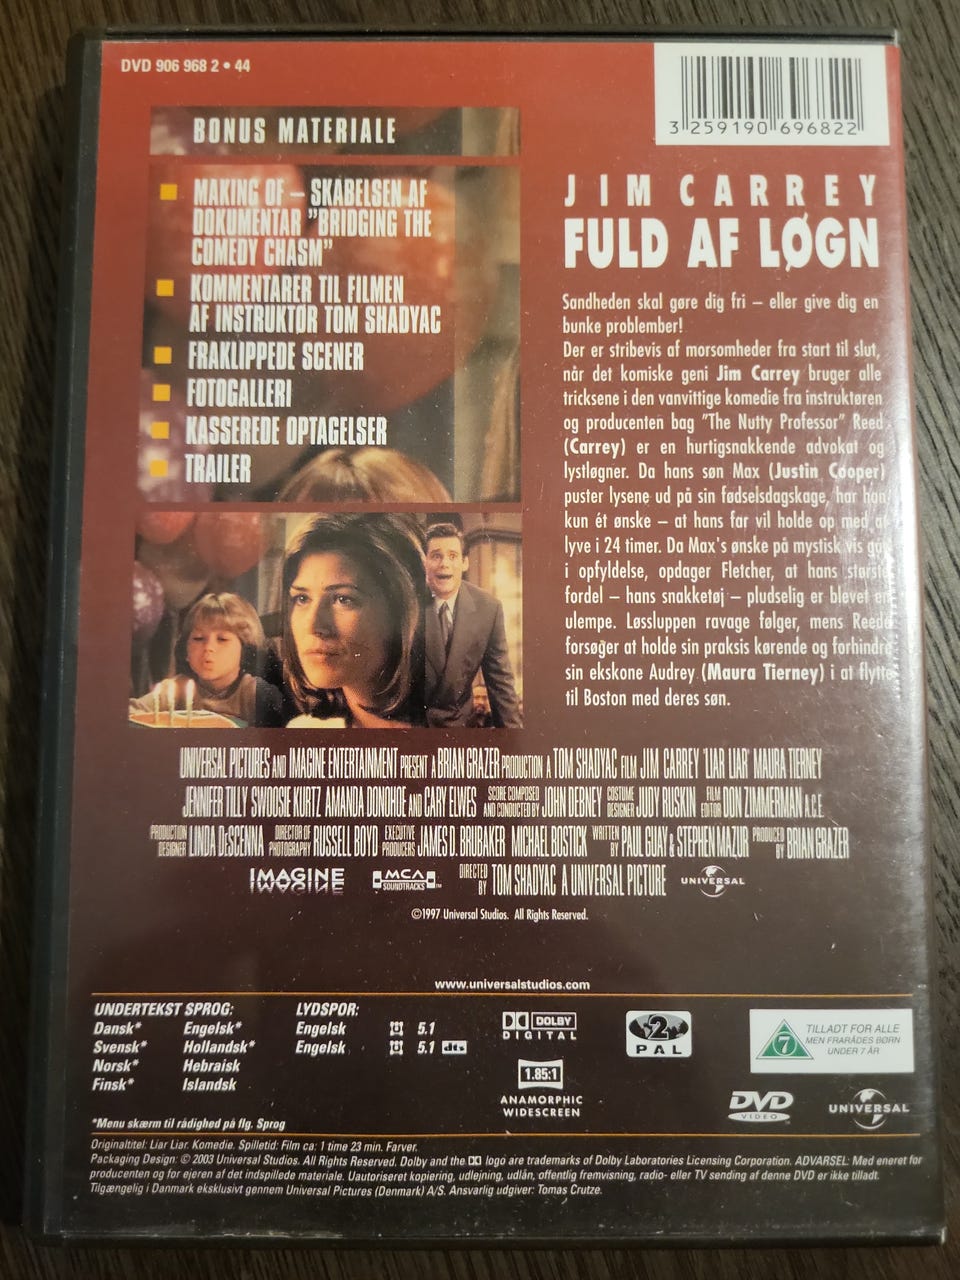 DVD 906 968 2 • 44
3 259190 696822
BONUS MATERIALE
MAKING OF – SKABELSEN AF
DOKUMENTAR "BRIDGING THE
COMEDY CHASM"
KOMMENTARER TIL FILMEN
AF INSTRUKTØR TOM SHADYAC
FRAKLIPPEDE SCENER
FOTOGALLERI
KASSEREDE OPTAGELSER
TRAILER
JIM CARREY
FULD AF LØGN
Sandheden skal gøre dig fri – eller give dig en
bunke problember!
Der er stribevis af morsomheder fra start til slut,
når det komiske geni Jim Carrey bruger alle
tricksene i den vanvittige komedie fra instruktøren
og producenten bag "The Nutty Professor" Reed
(Carrey) er en hurtigsnakkende advokat og
lystløgner. Da hans søn Max (Justin Cooper)
puster lysene ud på sin fødselsdagskage, har han
kun ét ønske – at hans far vil holde op med at
lyve i 24 timer. Da Max's ønske på mystisk vis går
i opfyldelse, opdager Fletcher, at hans største
fordel – hans snakketøj – pludselig er blevet en
ulempe. Løssluppen ravage følger, mens Reede
forsøger at holde sin praksis kørende og forhindre
sin ekskone Audrey (Maura Tierney) i at flytte
til Boston med deres søn.
UNIVERSAL PICTURES AND IMAGINE ENTERTAINMENT PRESENT A BRIAN GRAZER PRODUCTION A TOM SHADYAC FILM JIM CARREY 'LIAR LIAR' MAURA TIERNEY
JENNIFER TILLY SWOOSIE KURTZ AMANDA DONOHOE AND CARY ELWES SCORE COMPOSED AND CONDUCTED BY JOHN DEBNEY COSTUME DESIGNER JUDY RUSKIN FILM EDITOR DON ZIMMERMAN A.C.E.
PRODUCTION DESIGNER LINDA DeSCENNA DIRECTOR OF PHOTOGRAPHY RUSSELL BOYD EXECUTIVE PRODUCERS JAMES D. BRUBAKER MICHAEL BOSTICK WRITTEN BY PAUL GUAY & STEPHEN MAZUR PRODUCED BY BRIAN GRAZER
IMAGINE MCA SOUNDTRACKS™ DIRECTED BY TOM SHADYAC A UNIVERSAL PICTURE UNIVERSAL
©1997 Universal Studios. All Rights Reserved.
www.universalstudios.com
UNDERTEKST SPROG: LYDSPOR:
Dansk* Engelsk* Engelsk 5.1
Svensk* Hollandsk* Engelsk 5.1 dts
Norsk* Hebraisk
Finsk* Islandsk
*Menu skærm til rådighed på flg. Sprog
DOLBY
DIGITAL
1.85:1
ANAMORPHIC
WIDESCREEN
2
PAL
7
TILLADT FOR ALLE
MEN FRARÅDES BØRN
UNDER 7 ÅR
DVD
VIDEO
UNIVERSAL
Originaltitel: Liar Liar. Komedie. Spilletid: Film ca: 1 time 23 min. Farver.
Packaging Design: © 2003 Universal Studios. All Rights Reserved. Dolby and the logo are trademarks of Dolby Laboratories Licensing Corporation. ADVARSEL: Med eneret for
producenten og for ejeren af det indspillede materiale. Uautoriseret kopiering, udlejning, udlån, offentlig fremvisning, radio- eller TV sending af denne DVD er ikke tilladt.
Tilgængelig i Danmark eksklusivt gennem Universal Pictures (Denmark) A/S. Ansvarlig udgiver: Tomas Crutze.